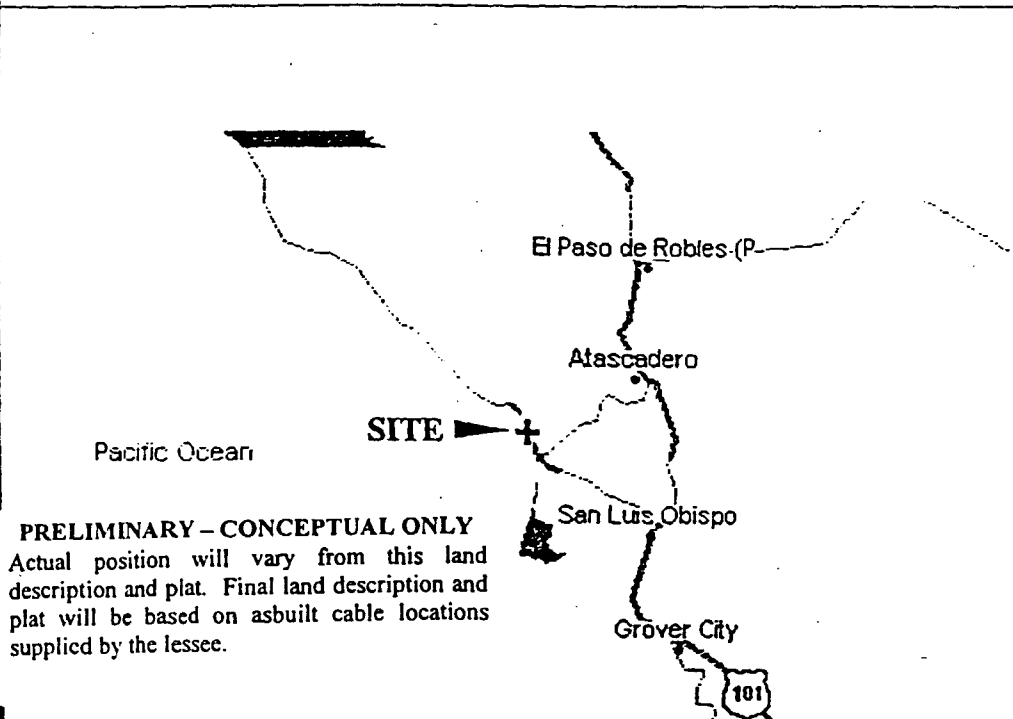 El Paso de Robles (P
Atascadero
SITE
Pacific Ocean
San Luis Obispo
PRELIMINARY – CONCEPTUAL ONLY
Actual position will vary from this land
description and plat. Final land description and
plat will be based on asbuilt cable locations
supplied by the lessee.
Grover City
101